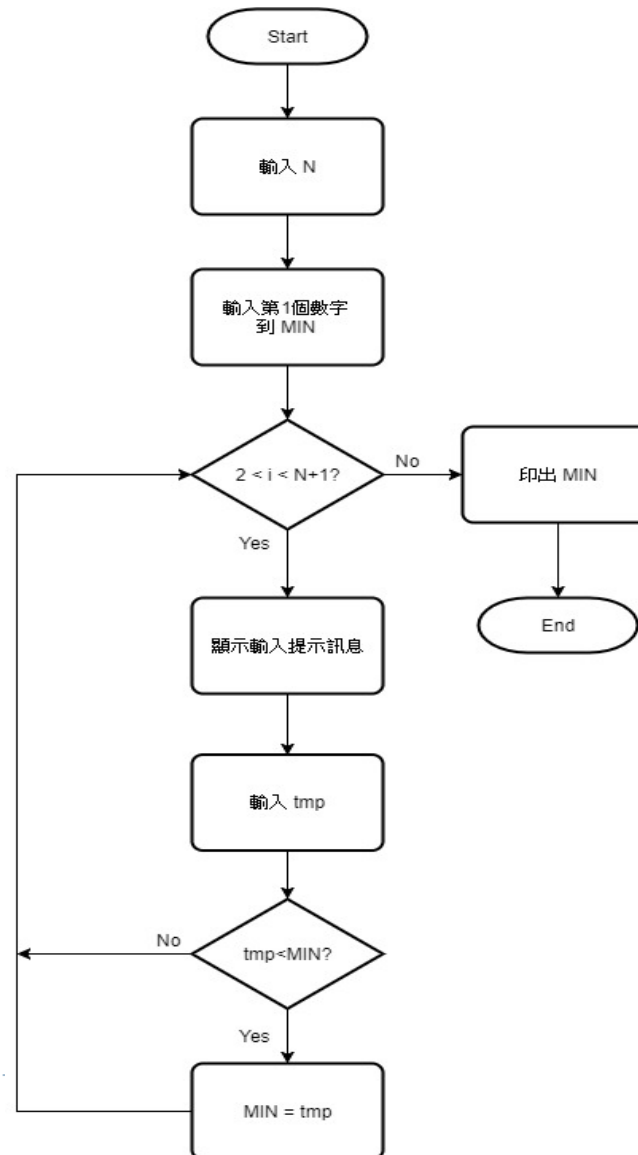 Start
輸入 N
輸入第1個數字
到 MIN
2 < i < N+1?
No
印出 MIN
Yes
End
顯示輸入提示訊息
輸入 tmp
No
tmp<MIN?
Yes
MIN = tmp